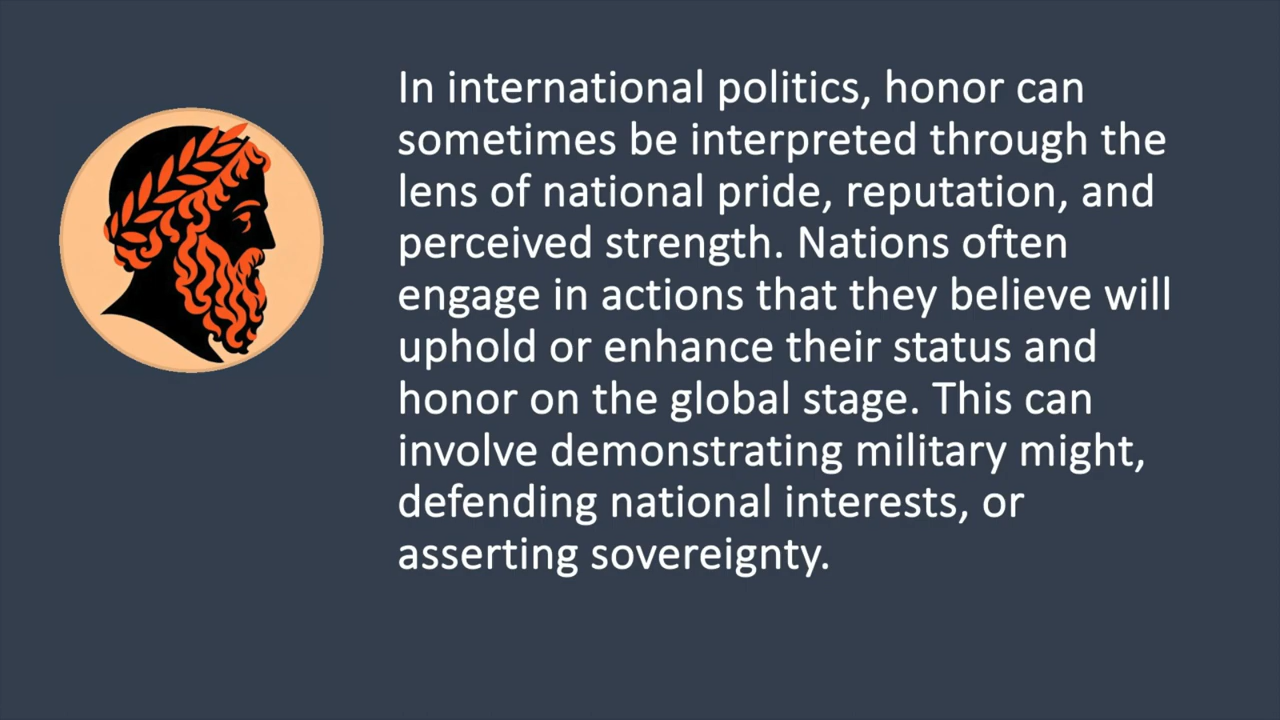 In international politics, honor can
sometimes be interpreted through the
lens of national pride, reputation, and
perceived strength. Nations often
engage in actions that they believe will
uphold or enhance their status and
honor on the global stage. This can
involve demonstrating military might,
defending national interests, or
asserting sovereignty.